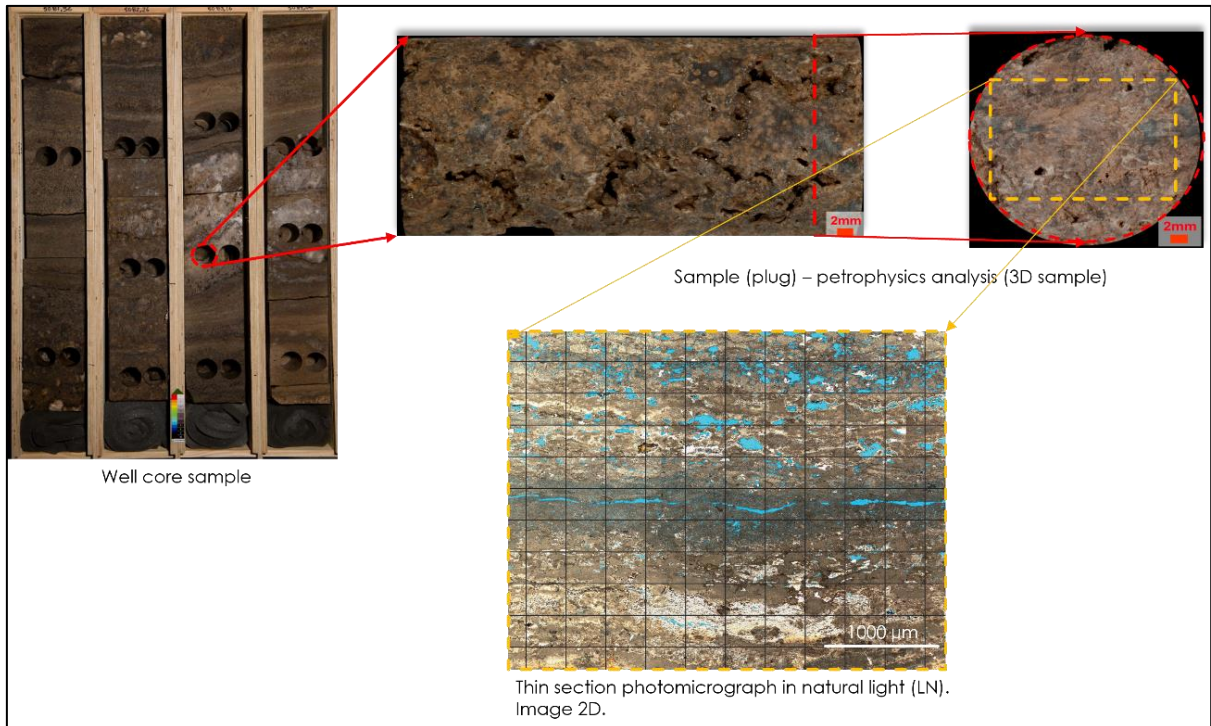 2mm
2mm
Sample (plug) – petrophysics analysis (3D sample)
Well core sample
1000 µm
Thin section photomicrograph in natural light (LN).
Image 2D.